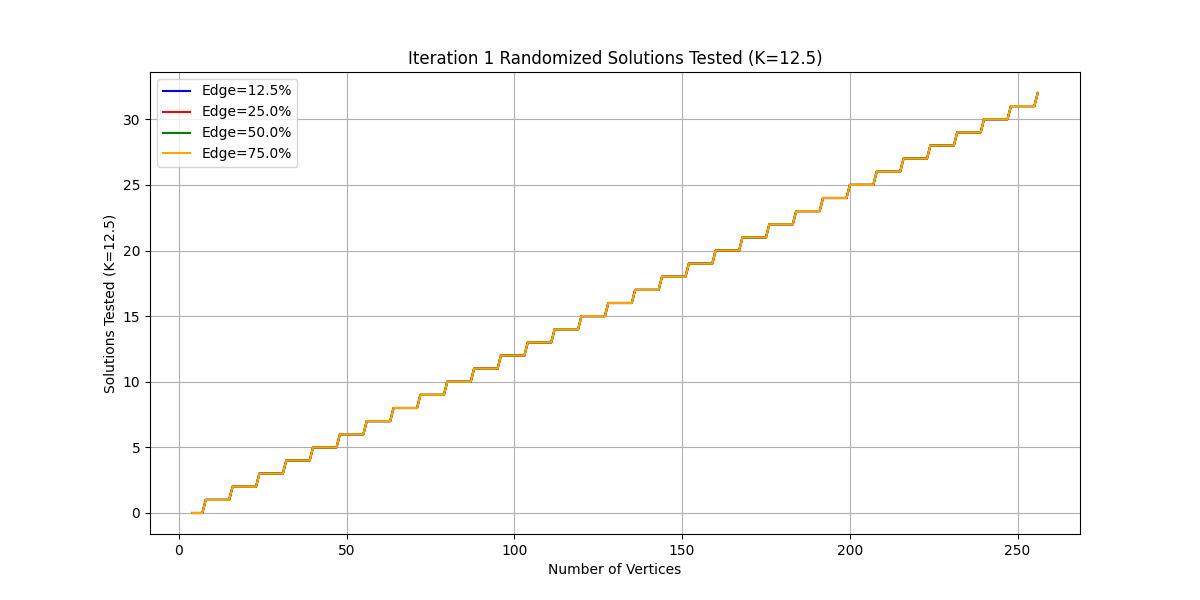 Iteration 1 Randomized Solutions Tested (K=12.5)
Edge=12.5%
Edge=25.0%
Edge=50.0%
Edge=75.0%
Solutions Tested (K=12.5)
30
25
20
15
10
5
0
0 50 100 150 200 250
Number of Vertices